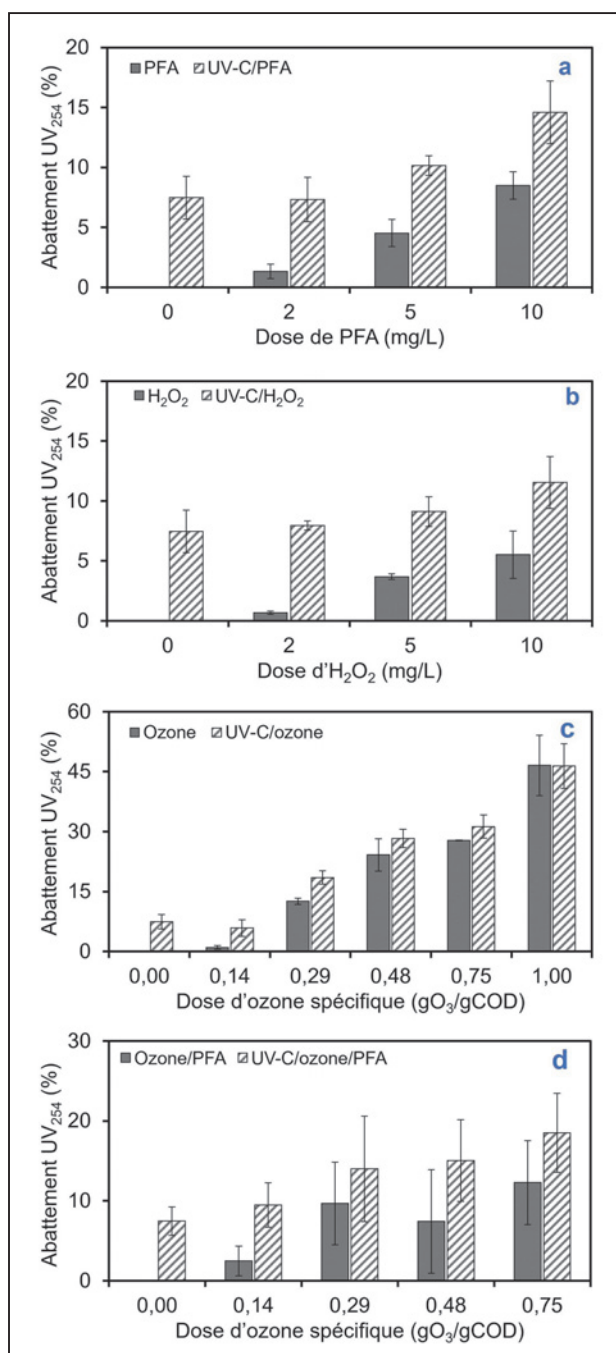 PFA UV-C/PFA a
Abattement UV₂₅₄ (%)
20
15
10
5
0
0 2 5 10
Dose de PFA (mg/L)
H₂O₂ UV-C/H₂O₂ b
Abattement UV₂₅₄ (%)
20
15
10
5
0
0 2 5 10
Dose d'H₂O₂ (mg/L)
Ozone UV-C/ozone c
Abattement UV₂₅₄ (%)
60
45
30
15
0
0,00 0,14 0,29 0,48 0,75 1,00
Dose d'ozone spécifique (gO₃/gCOD)
Ozone/PFA UV-C/ozone/PFA d
Abattement UV₂₅₄ (%)
30
20
10
0
0,00 0,14 0,29 0,48 0,75
Dose d'ozone spécifique (gO₃/gCOD)